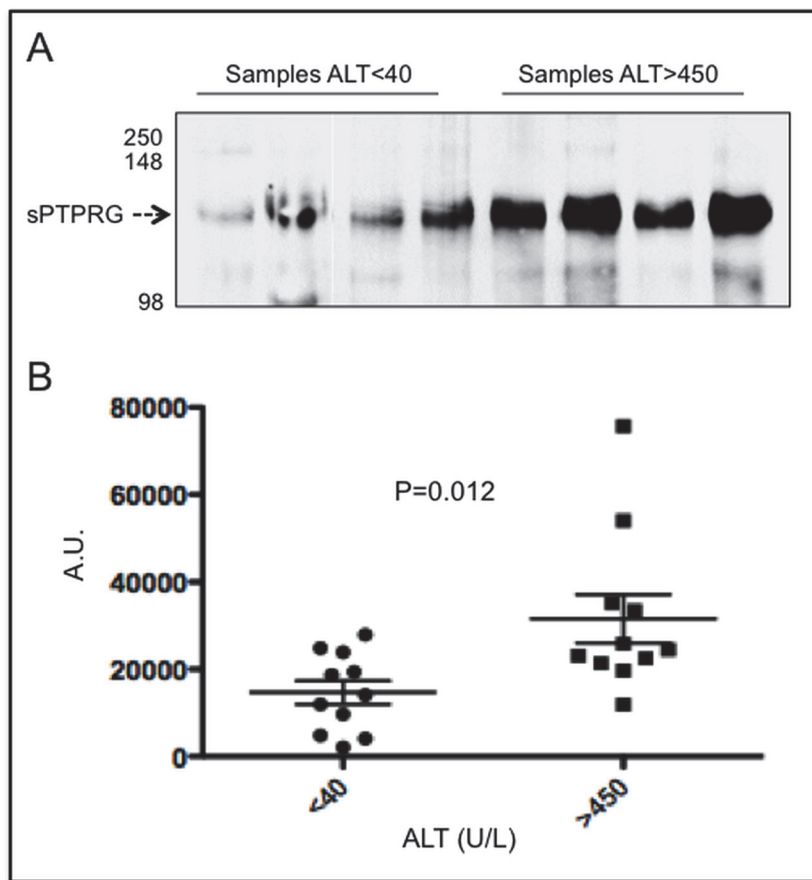 A
Samples ALT<40
Samples ALT>450
250
148
sPTPRG
98
B
80000
60000
40000
20000
0
P=0.012
A.U.
<40
>450
ALT (U/L)